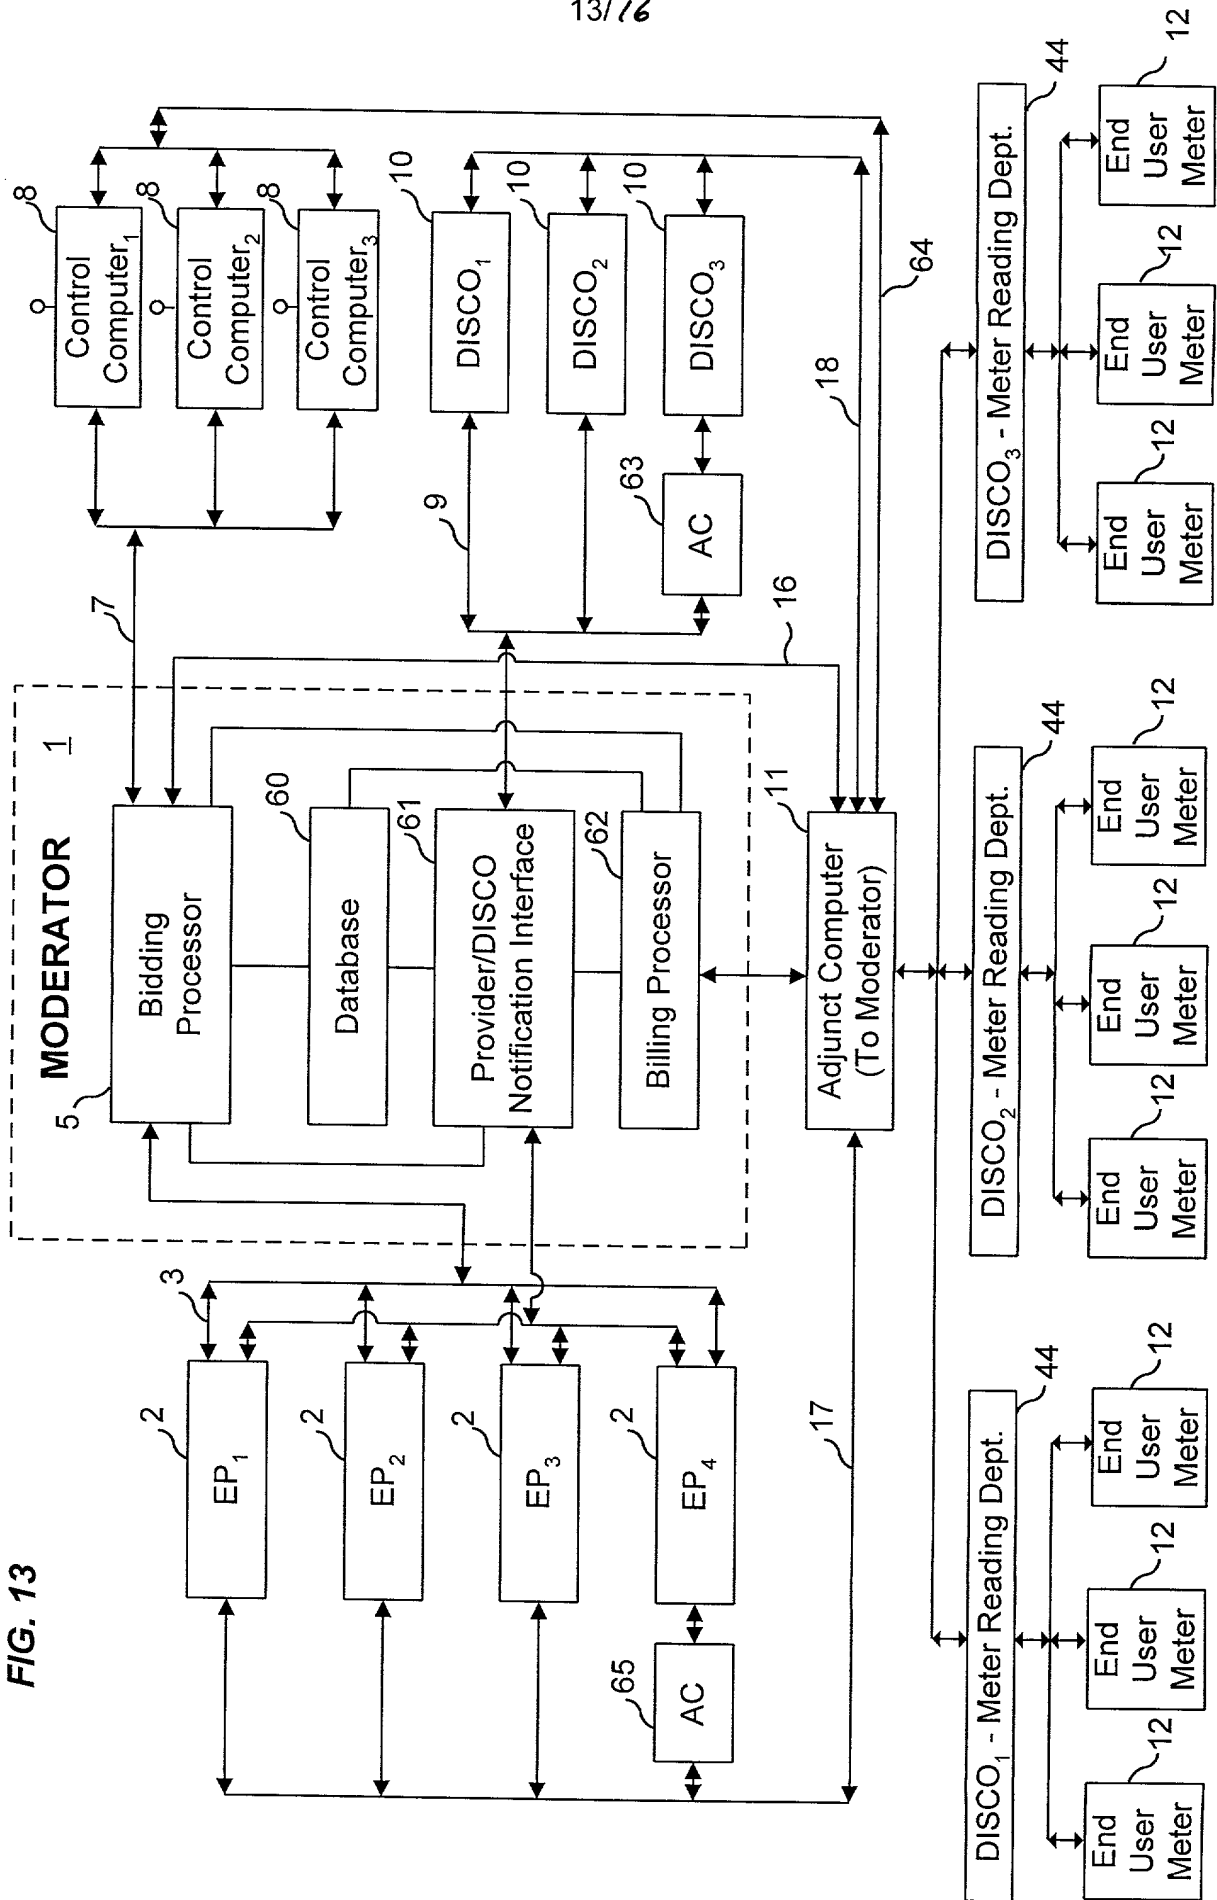 13/16
FIG. 13
MODERATOR
1
5
Bidding
Processor
60
Database
61
Provider/DISCO
Notification Interface
62
Billing Processor
11
Adjunct Computer
(To Moderator)
3
2
EP1
2
EP2
2
EP3
2
EP4
65
AC
17
7
8
Control
Computer1
8
Control
Computer2
8
Control
Computer3
9
10
DISCO1
10
DISCO2
10
DISCO3
63
AC
16
18
64
44
DISCO1 - Meter Reading Dept.
12
End
User
Meter
12
End
User
Meter
12
End
User
Meter
44
DISCO2 - Meter Reading Dept.
12
End
User
Meter
12
End
User
Meter
12
End
User
Meter
44
DISCO3 - Meter Reading Dept.
12
End
User
Meter
12
End
User
Meter
12
End
User
Meter